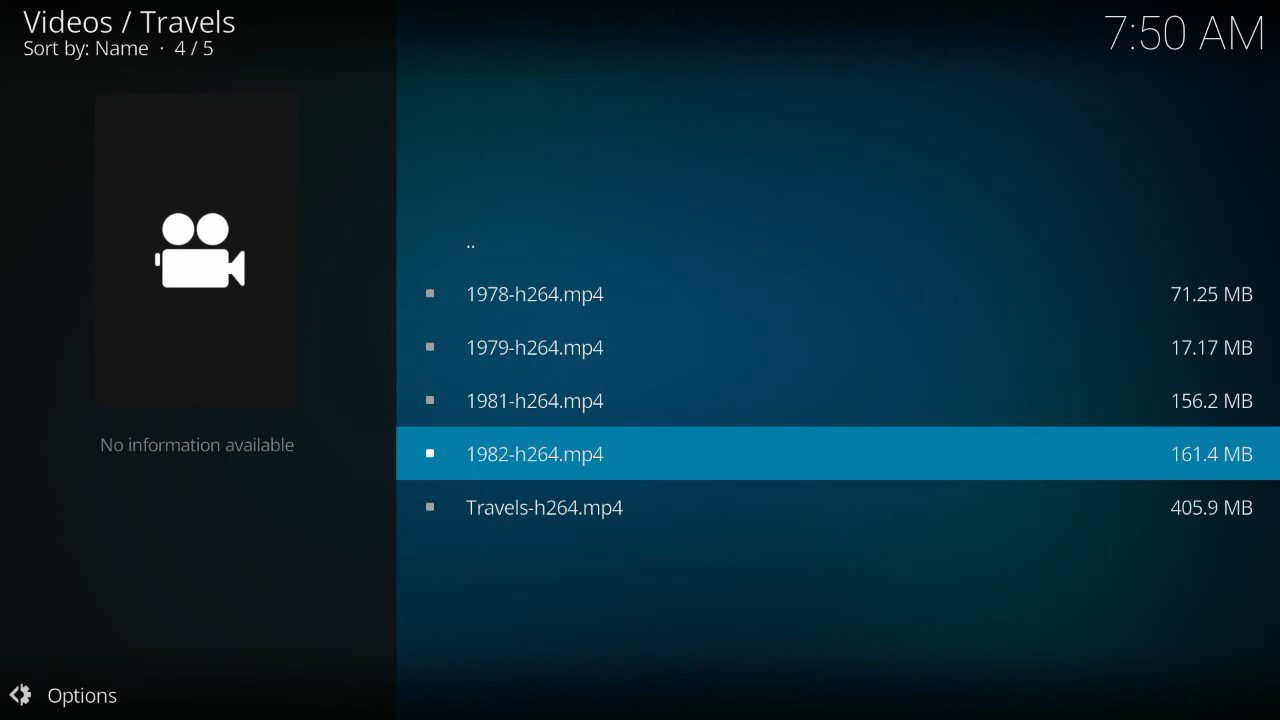 Videos / Travels
Sort by: Name · 4 / 5
7:50 AM
..
1978-h264.mp4 71.25 MB
1979-h264.mp4 17.17 MB
1981-h264.mp4 156.2 MB
1982-h264.mp4 161.4 MB
Travels-h264.mp4 405.9 MB
No information available
Options